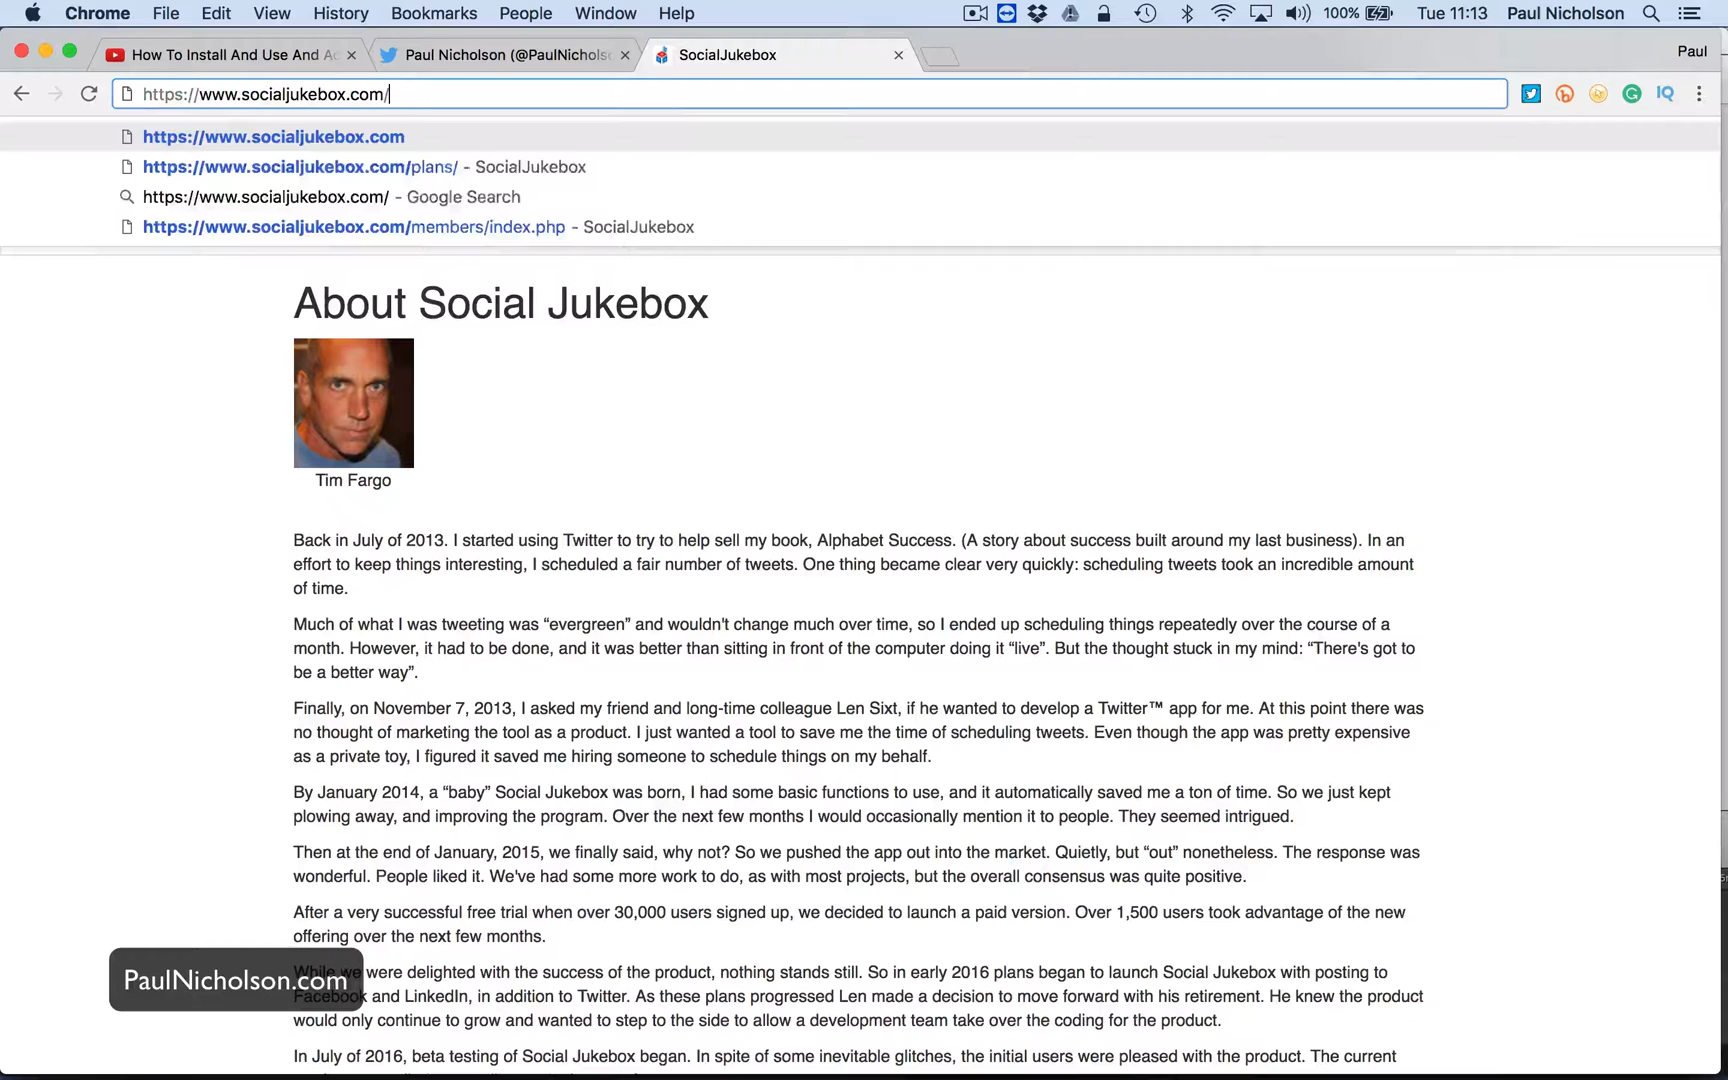 Chrome File Edit View History Bookmarks People Window Help 100% Tue 11:13 Paul Nicholson
How To Install And Use And Ad Paul Nicholson (@PaulNichols SocialJukebox Paul
https://www.socialjukebox.com/
https://www.socialjukebox.com
https://www.socialjukebox.com/plans/ - SocialJukebox
https://www.socialjukebox.com/ - Google Search
https://www.socialjukebox.com/members/index.php - SocialJukebox
About Social Jukebox
Tim Fargo
Back in July of 2013. I started using Twitter to try to help sell my book, Alphabet Success. (A story about success built around my last business). In an
effort to keep things interesting, I scheduled a fair number of tweets. One thing became clear very quickly: scheduling tweets took an incredible amount
of time.
Much of what I was tweeting was “evergreen” and wouldn't change much over time, so I ended up scheduling things repeatedly over the course of a
month. However, it had to be done, and it was better than sitting in front of the computer doing it “live”. But the thought stuck in my mind: “There's got to
be a better way”.
Finally, on November 7, 2013, I asked my friend and long-time colleague Len Sixt, if he wanted to develop a Twitter™ app for me. At this point there was
no thought of marketing the tool as a product. I just wanted a tool to save me the time of scheduling tweets. Even though the app was pretty expensive
as a private toy, I figured it saved me hiring someone to schedule things on my behalf.
By January 2014, a “baby” Social Jukebox was born, I had some basic functions to use, and it automatically saved me a ton of time. So we just kept
plowing away, and improving the program. Over the next few months I would occasionally mention it to people. They seemed intrigued.
Then at the end of January, 2015, we finally said, why not? So we pushed the app out into the market. Quietly, but “out” nonetheless. The response was
wonderful. People liked it. We've had some more work to do, as with most projects, but the overall consensus was quite positive.
After a very successful free trial when over 30,000 users signed up, we decided to launch a paid version. Over 1,500 users took advantage of the new
offering over the next few months.
While we were delighted with the success of the product, nothing stands still. So in early 2016 plans began to launch Social Jukebox with posting to
Facebook and LinkedIn, in addition to Twitter. As these plans progressed Len made a decision to move forward with his retirement. He knew the product
would only continue to grow and wanted to step to the side to allow a development team take over the coding for the product.
PaulNicholson.com
In July of 2016, beta testing of Social Jukebox began. In spite of some inevitable glitches, the initial users were pleased with the product. The current